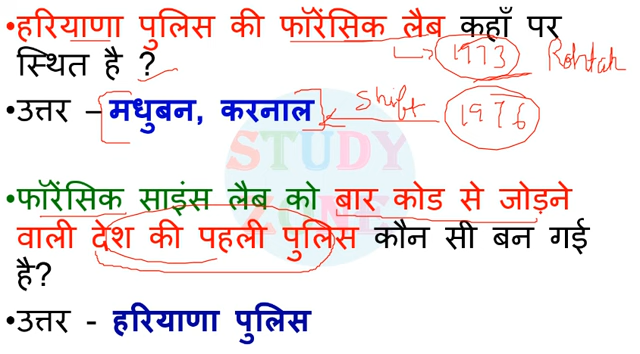 •हरियाणा पुलिस की फॉरेंसिक लैब कहाँ पर
1973 Rohtak
स्थित है ?
shift
•उत्तर – मधुबन, करनाल
1976
STUDY
ZONE
•फॉरेंसिक साइंस लैब को बार कोड से जोड़ने
वाली देश की पहली पुलिस कौन सी बन गई
है?
•उत्तर - हरियाणा पुलिस